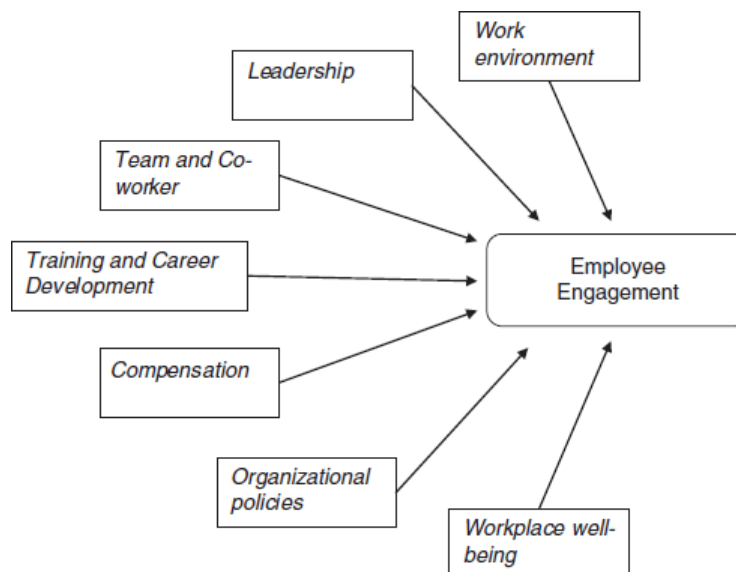 Work
environment
Leadership
Team and Co-
worker
Training and Career
Development
Employee
Engagement
Compensation
Organizational
policies
Workplace well-
being